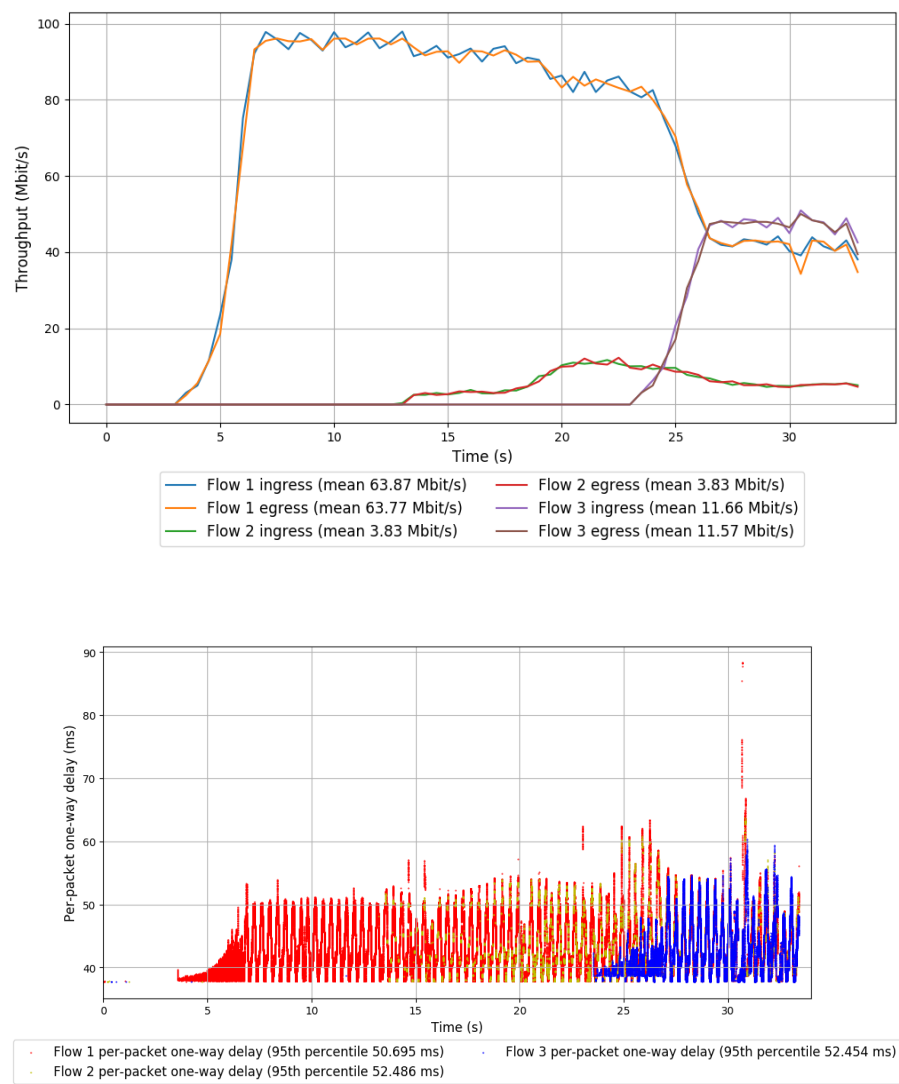 100
80
60
40
20
0
Throughput (Mbit/s)
0 5 10 15 20 25 30
Time (s)
Flow 1 ingress (mean 63.87 Mbit/s)
Flow 1 egress (mean 63.77 Mbit/s)
Flow 2 ingress (mean 3.83 Mbit/s)
Flow 2 egress (mean 3.83 Mbit/s)
Flow 3 ingress (mean 11.66 Mbit/s)
Flow 3 egress (mean 11.57 Mbit/s)
90
80
70
60
50
40
Per-packet one-way delay (ms)
0 5 10 15 20 25 30
Time (s)
Flow 1 per-packet one-way delay (95th percentile 50.695 ms)
Flow 2 per-packet one-way delay (95th percentile 52.486 ms)
Flow 3 per-packet one-way delay (95th percentile 52.454 ms)